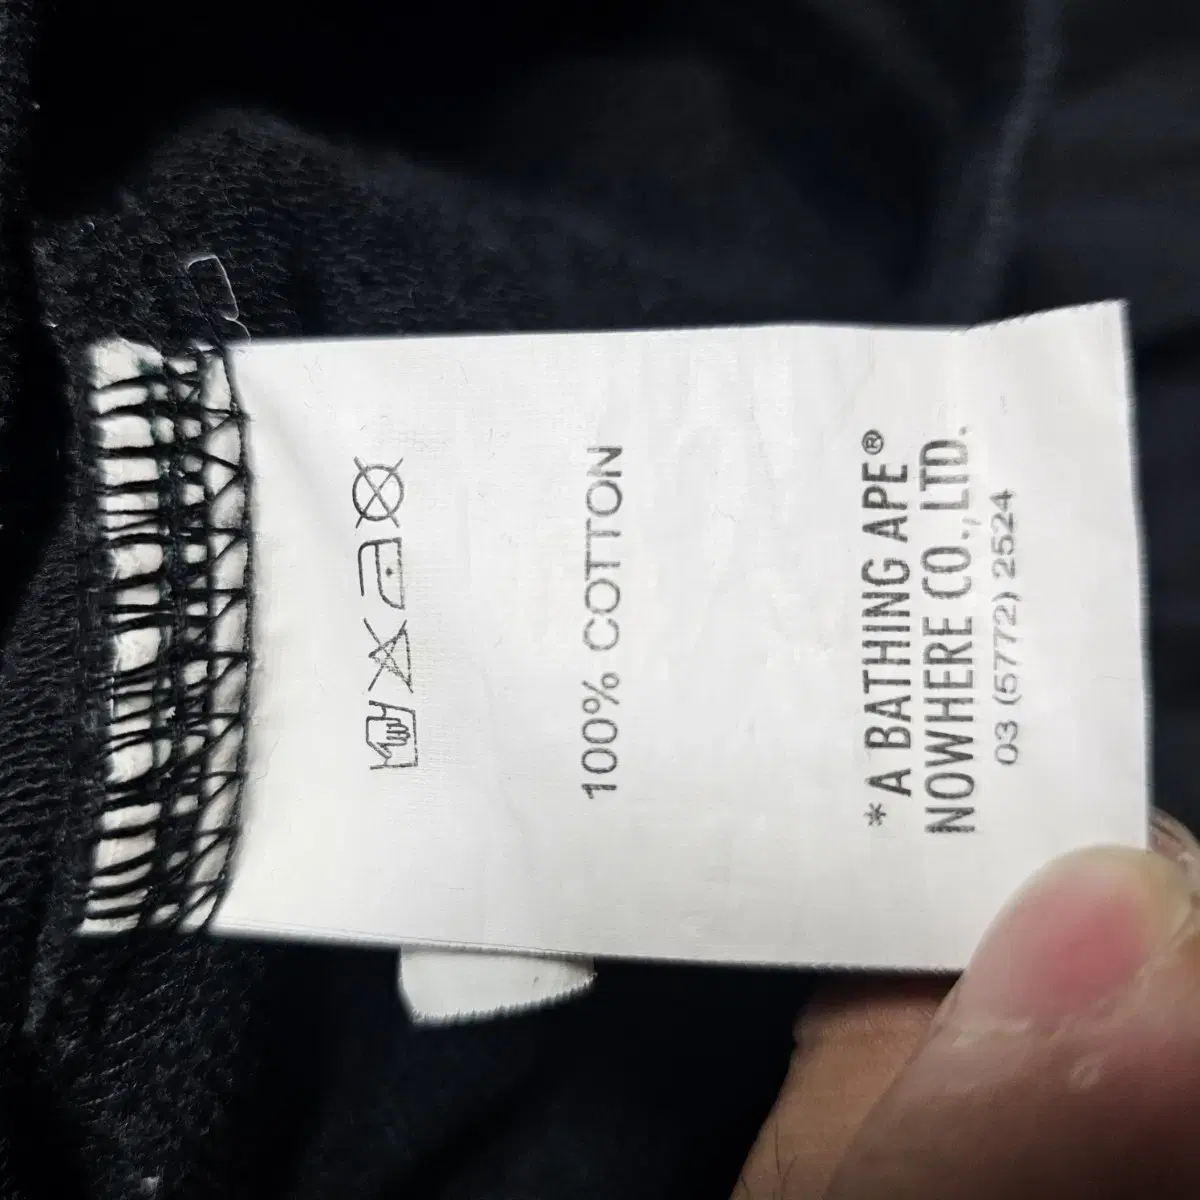 100% COTTON
*A BATHING APE®
NOWHERE CO.,LTD.
03 (5772) 2524